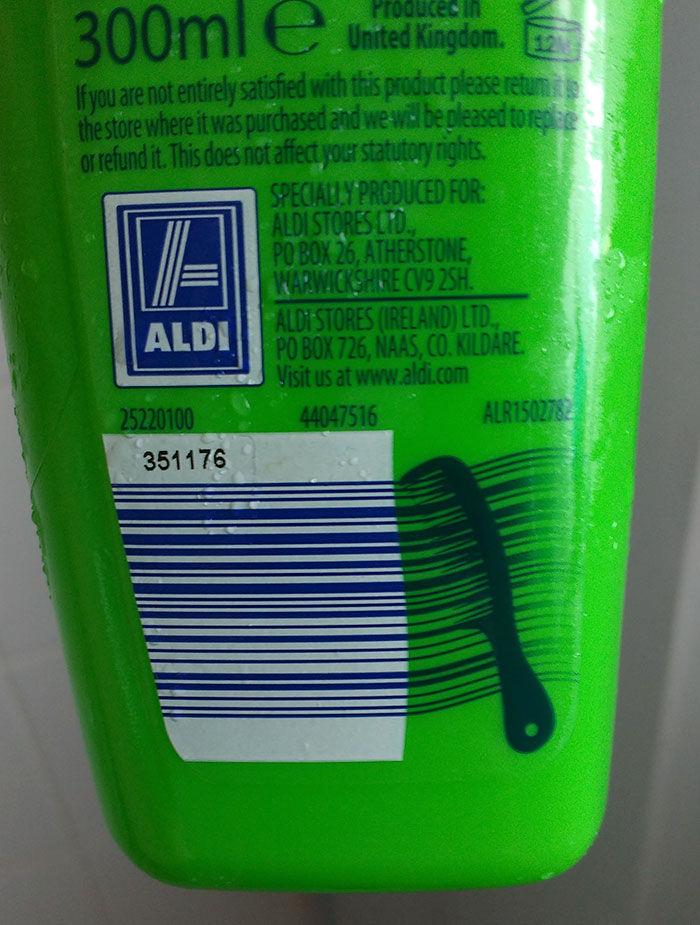 300ml e
Produced in
United Kingdom.
12M
If you are not entirely satisfied with this product please return it to
the store where it was purchased and we will be pleased to replace
or refund it. This does not affect your statutory rights.
ALDI
SPECIALLY PRODUCED FOR:
ALDI STORES LTD.,
PO BOX 26, ATHERSTONE,
WARWICKSHIRE CV9 2SH.
ALDI STORES (IRELAND) LTD.,
PO BOX 726, NAAS, CO. KILDARE.
Visit us at www.aldi.com
25220100 44047516 ALR1502782
351176